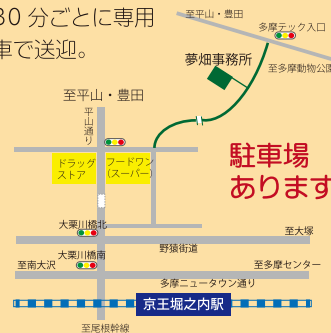 30分ごとに専用
車で送迎。
至平山・豊田
多摩テック入口
夢畑事務所
至多摩動物公園
至平山・豊田
平山通り
ドラッグ
ストア
フードワン
(スーパー)
駐車場
あります
大栗川橋北
至大塚
野猿街道
大栗川橋南
至南大沢
至多摩センター
多摩ニュータウン通り
京王堀之内駅
至尾根幹線